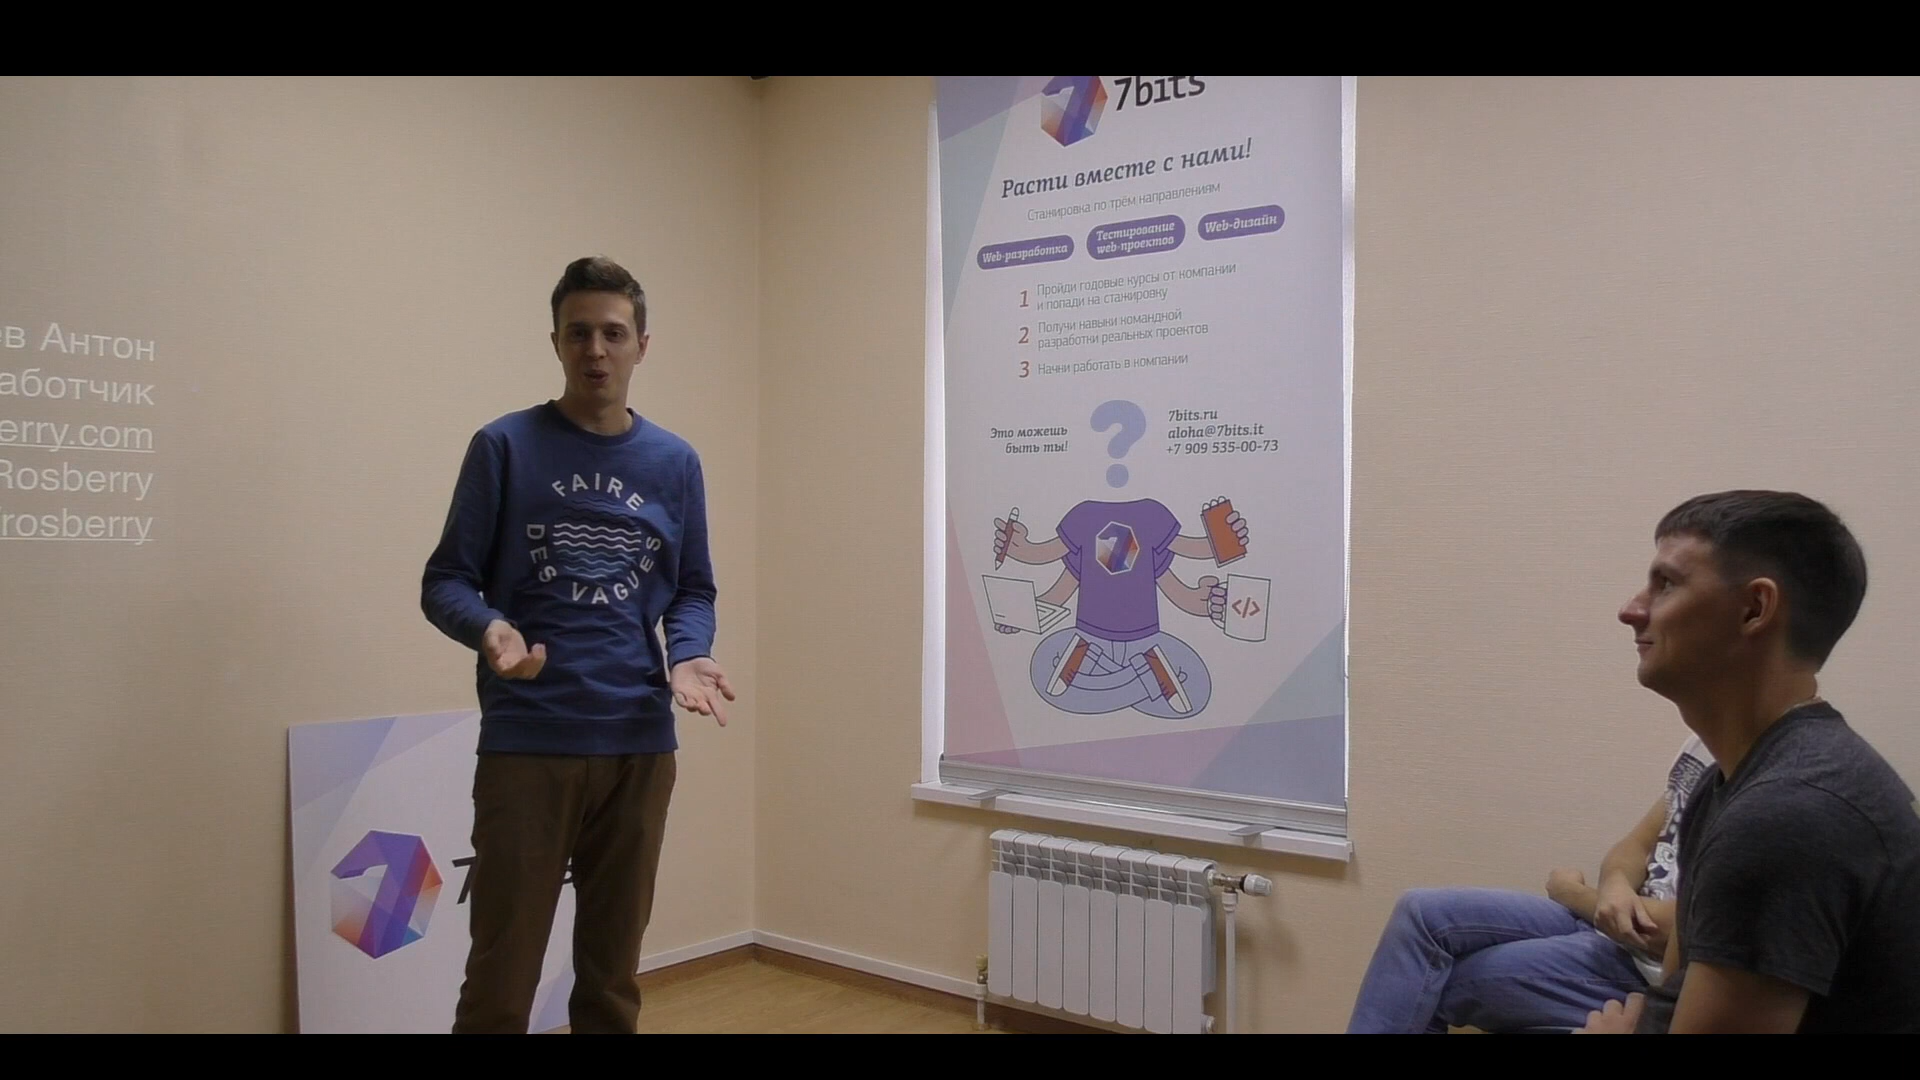 ев Антон
аботчик
erry.com
Rosberry
rosberry
FAIRE
DES VAGUES
7bits
Расти вместе с нами!
Стажировка по трём направлениям
Web-разработка
Тестирование
web-проектов
Web-дизайн
1 Пройди годовые курсы от компании
и попади на стажировку
2 Получи навыки командной
разработки реальных проектов
3 Начни работать в компании
Это можешь
быть ты!
?
7bits.ru
aloha@7bits.it
+7 909 535-00-73
</>
7